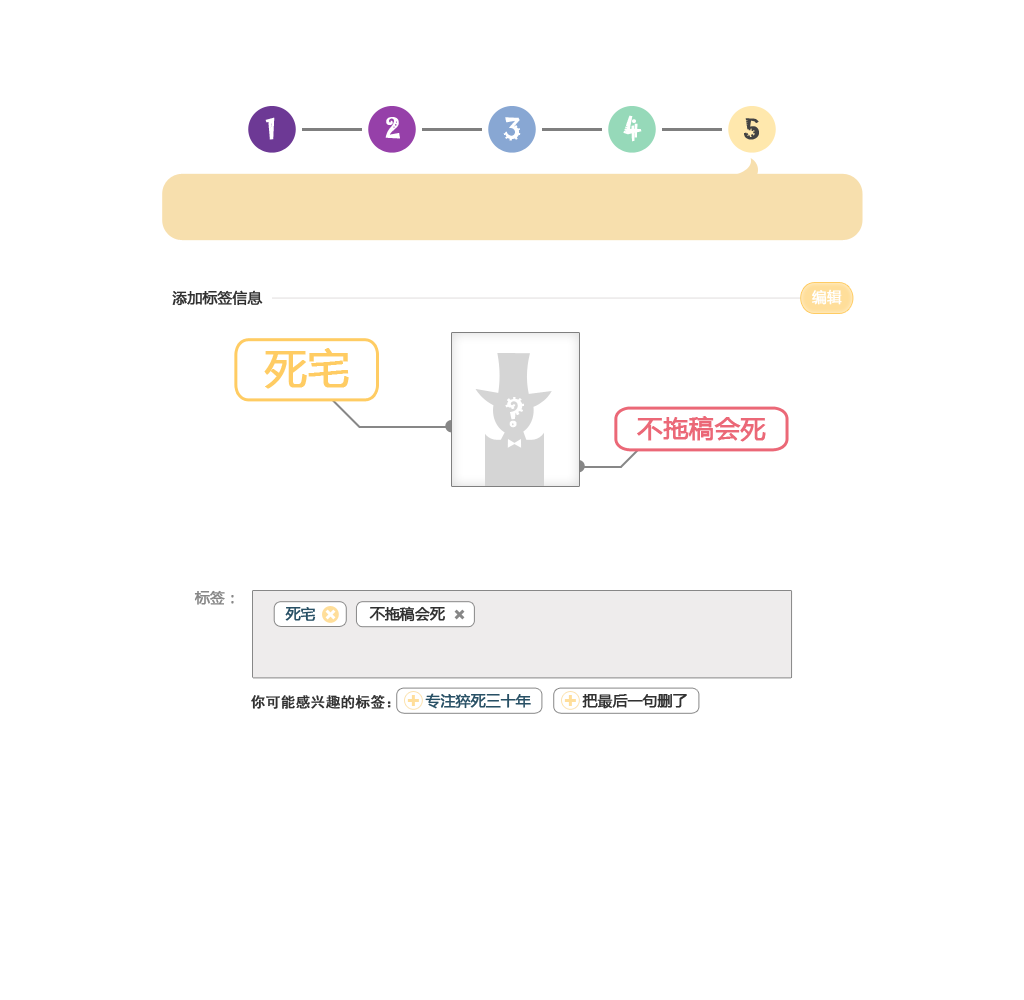 1 2 3 4 5
添加标签信息 编辑
死宅
不拖稿会死
标签：
死宅 不拖稿会死
你可能感兴趣的标签： 专注猝死三十年 把最后一句删了